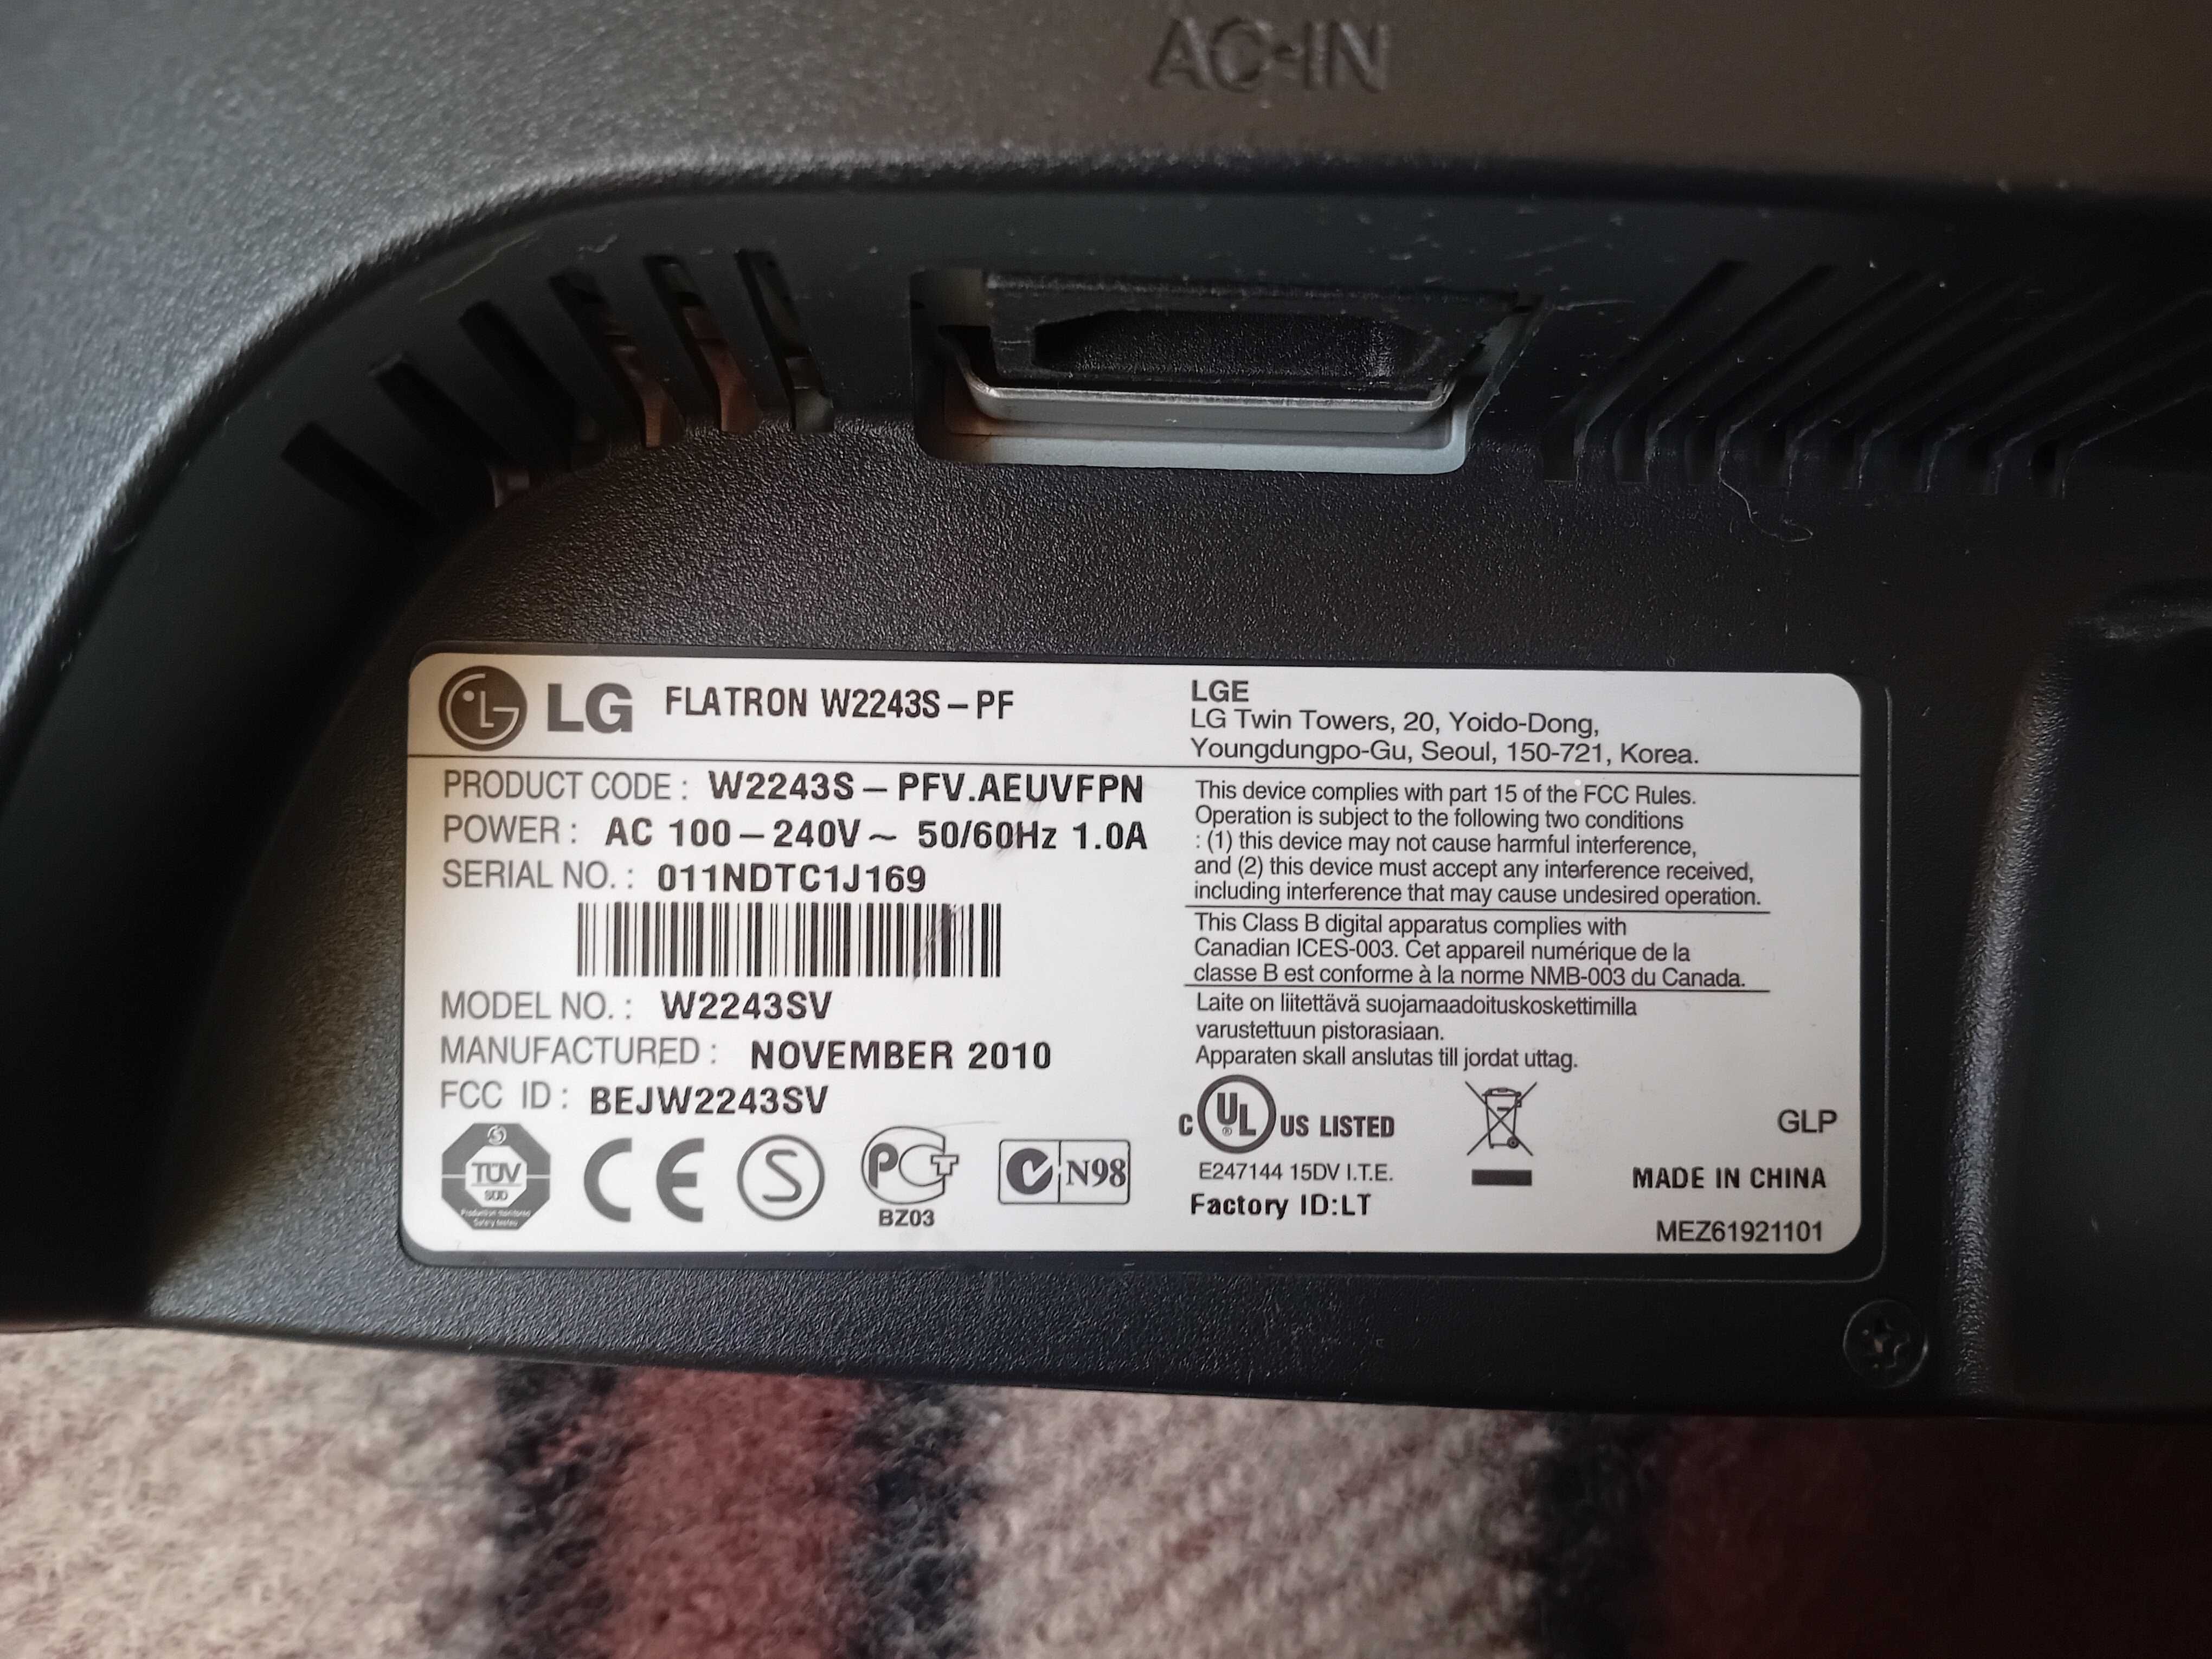 AC-IN
LG FLATRON W2243S-PF
PRODUCT CODE : W2243S-PFV.AEUVFPN
POWER : AC 100-240V~ 50/60Hz 1.0A
SERIAL NO. : 011NDTC1J169
MODEL NO. : W2243SV
MANUFACTURED : NOVEMBER 2010
FCC ID : BEJW2243SV
TÜV
SÜD
Production monitored
Safety tested
CE
S
PCT
BZ03
N98
LGE
LG Twin Towers, 20, Yoido-Dong,
Youngdungpo-Gu, Seoul, 150-721, Korea.
This device complies with part 15 of the FCC Rules.
Operation is subject to the following two conditions
: (1) this device may not cause harmful interference,
and (2) this device must accept any interference received,
including interference that may cause undesired operation.
This Class B digital apparatus complies with
Canadian ICES-003. Cet appareil numérique de la
classe B est conforme à la norme NMB-003 du Canada.
Laite on liitettävä suojamaadoituskoskettimilla
varustettuun pistorasiaan.
Apparaten skall anslutas till jordat uttag.
C UL ® US LISTED
E247144 15DV I.T.E.
Factory ID:LT
GLP
MADE IN CHINA
MEZ61921101